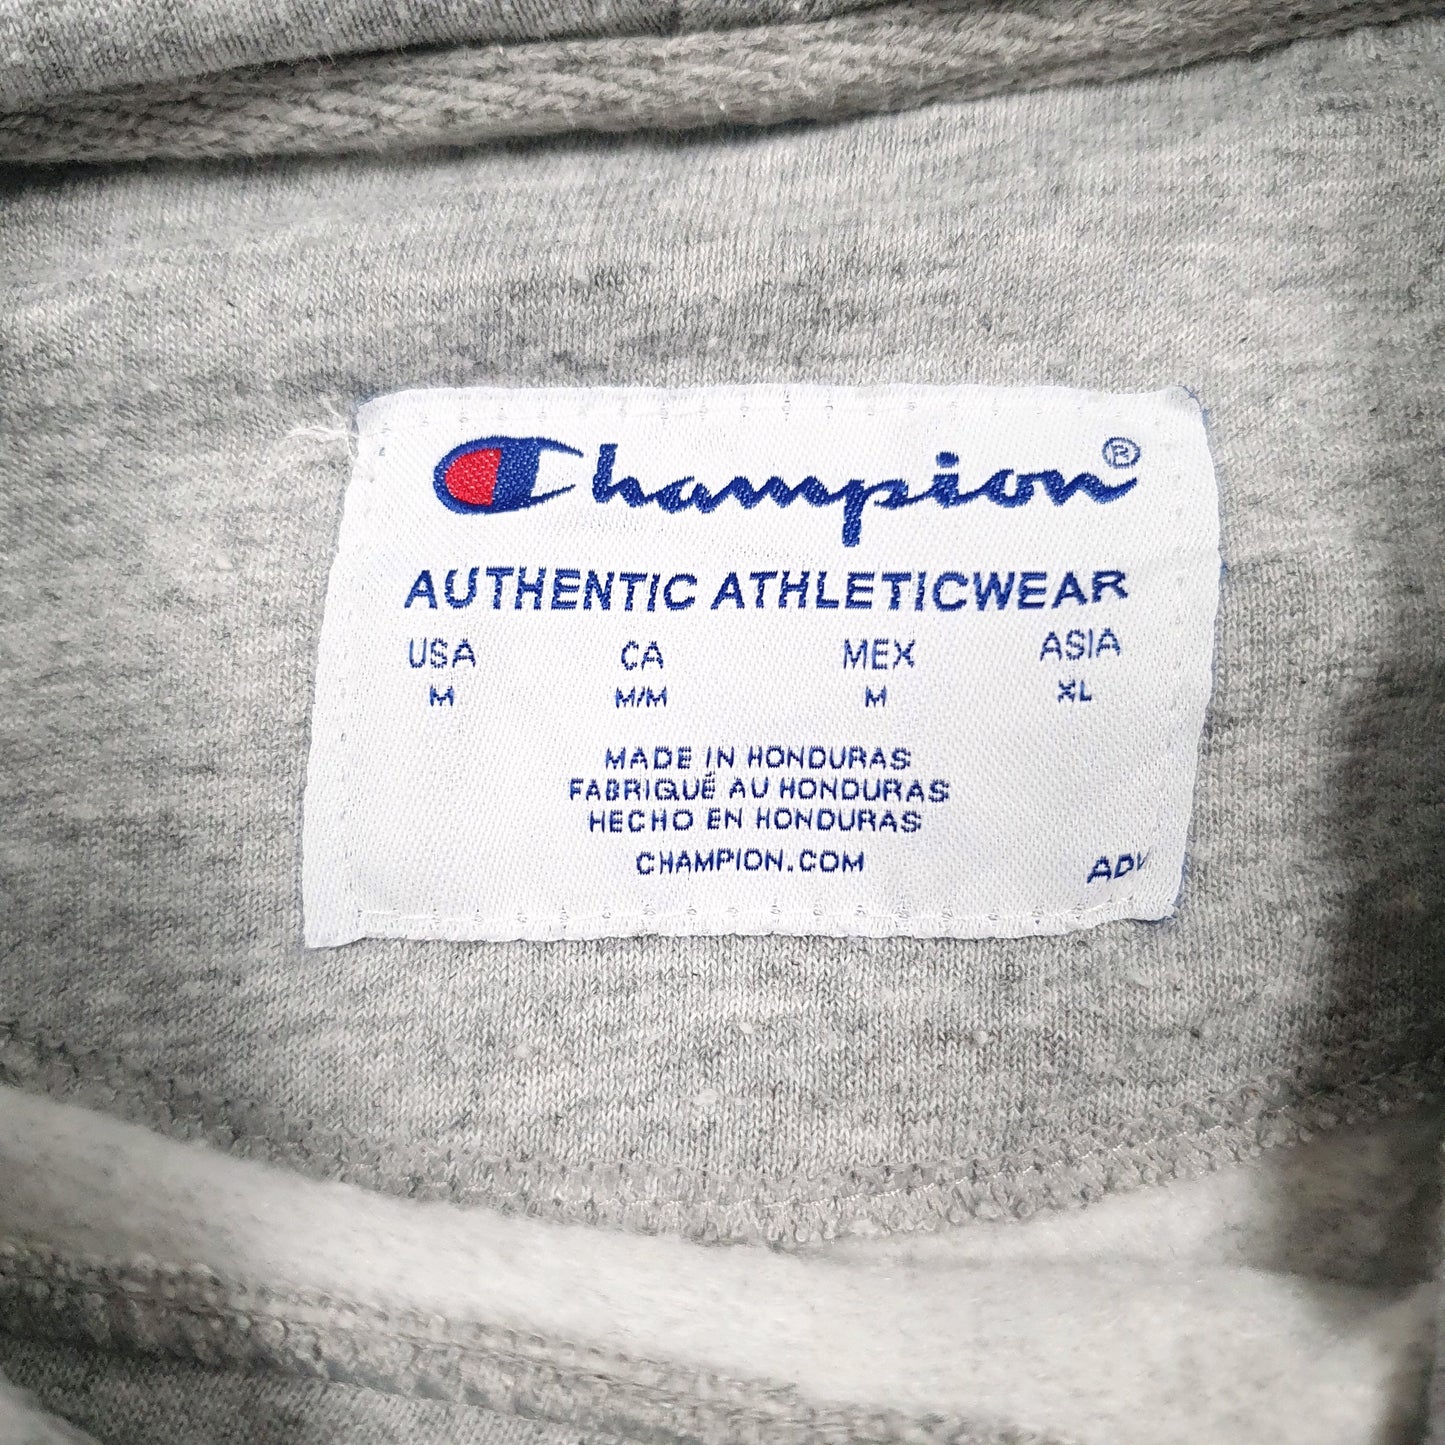 Champion®
AUTHENTIC ATHLETICWEAR
USA CA MEX ASIA
M M/M M XL
MADE IN HONDURAS
FABRIQUÉ AU HONDURAS
HECHO EN HONDURAS
CHAMPION.COM